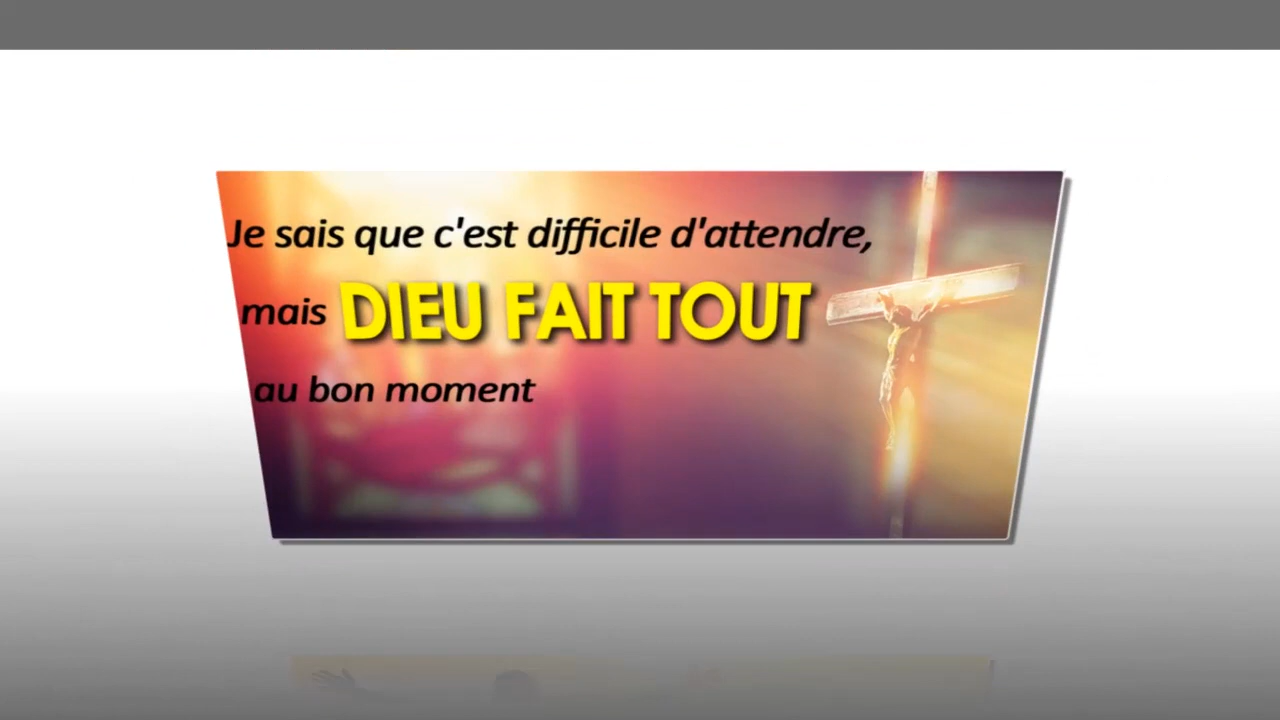 Je sais que c'est difficile d'attendre,
mais DIEU FAIT TOUT
au bon moment